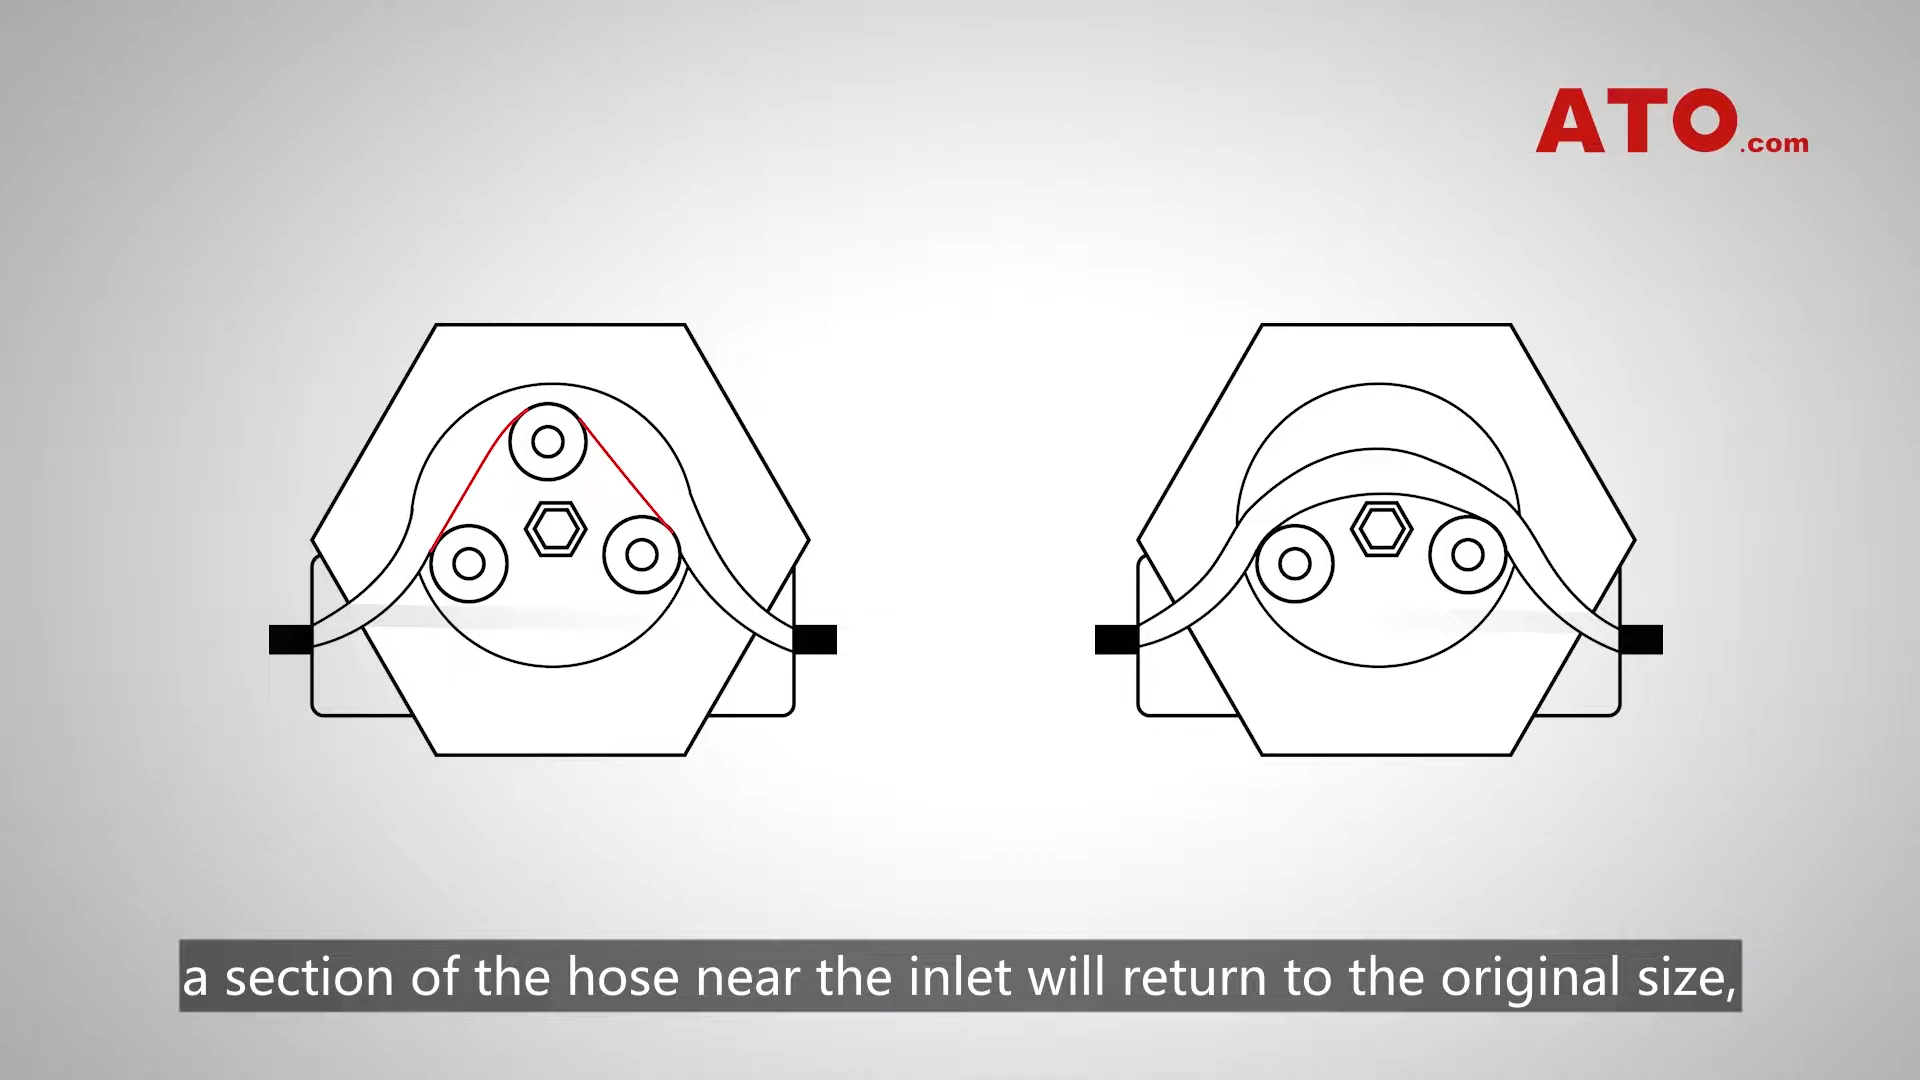 ATO.com
a section of the hose near the inlet will return to the original size,